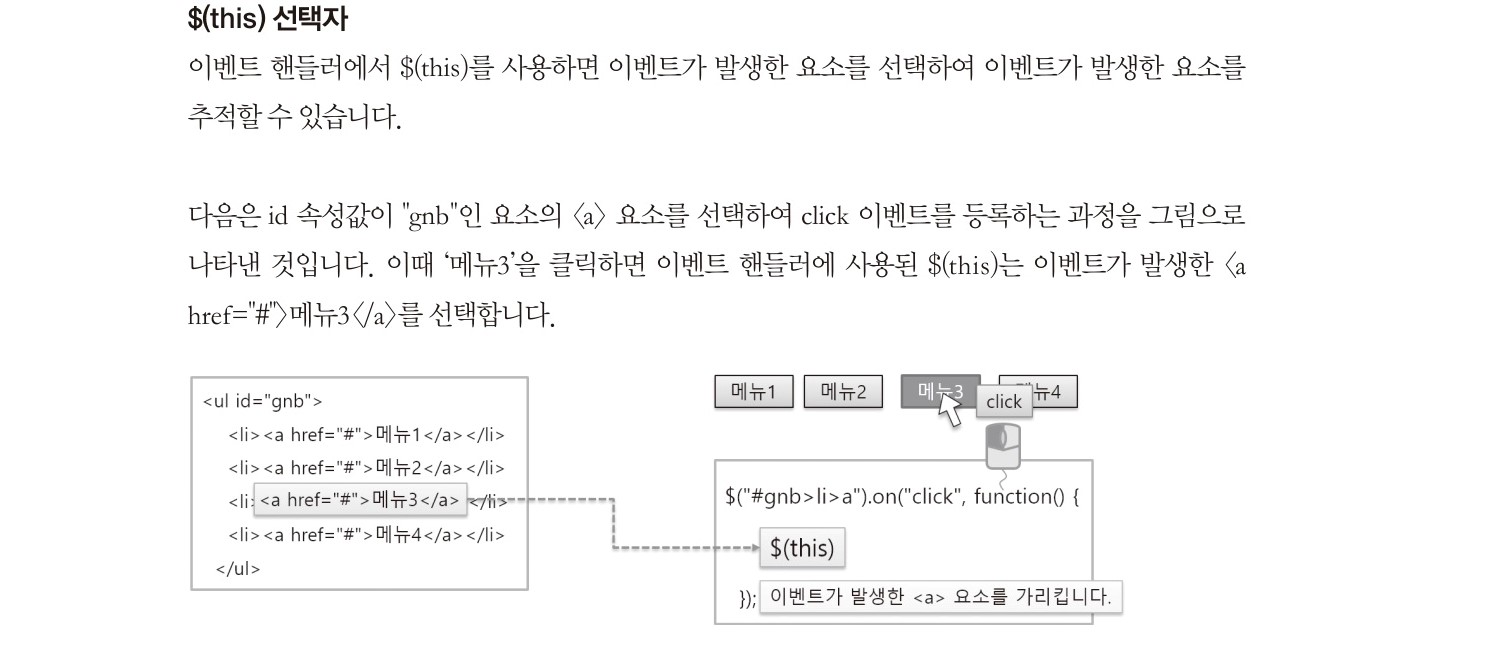 $(this) 선택자
이벤트 핸들러에서 $(this)를 사용하면 이벤트가 발생한 요소를 선택하여 이벤트가 발생한 요소를
추적할 수 있습니다.
다음은 id 속성값이 "gnb"인 요소의 〈a〉 요소를 선택하여 click 이벤트를 등록하는 과정을 그림으로
나타낸 것입니다. 이때 ‘메뉴3’을 클릭하면 이벤트 핸들러에 사용된 $(this)는 이벤트가 발생한 〈a
href="#"〉메뉴3〈/a〉를 선택합니다.
<ul id="gnb">
<li><a href="#">메뉴1</a></li>
<li><a href="#">메뉴2</a></li>
<li><a href="#">메뉴3</a> </li>
<li><a href="#">메뉴4</a></li>
</ul>
메뉴1 메뉴2 메뉴3 메뉴4
click
$("#gnb>li>a").on("click", function() {
$(this)
}); 이벤트가 발생한 <a> 요소를 가리킵니다.